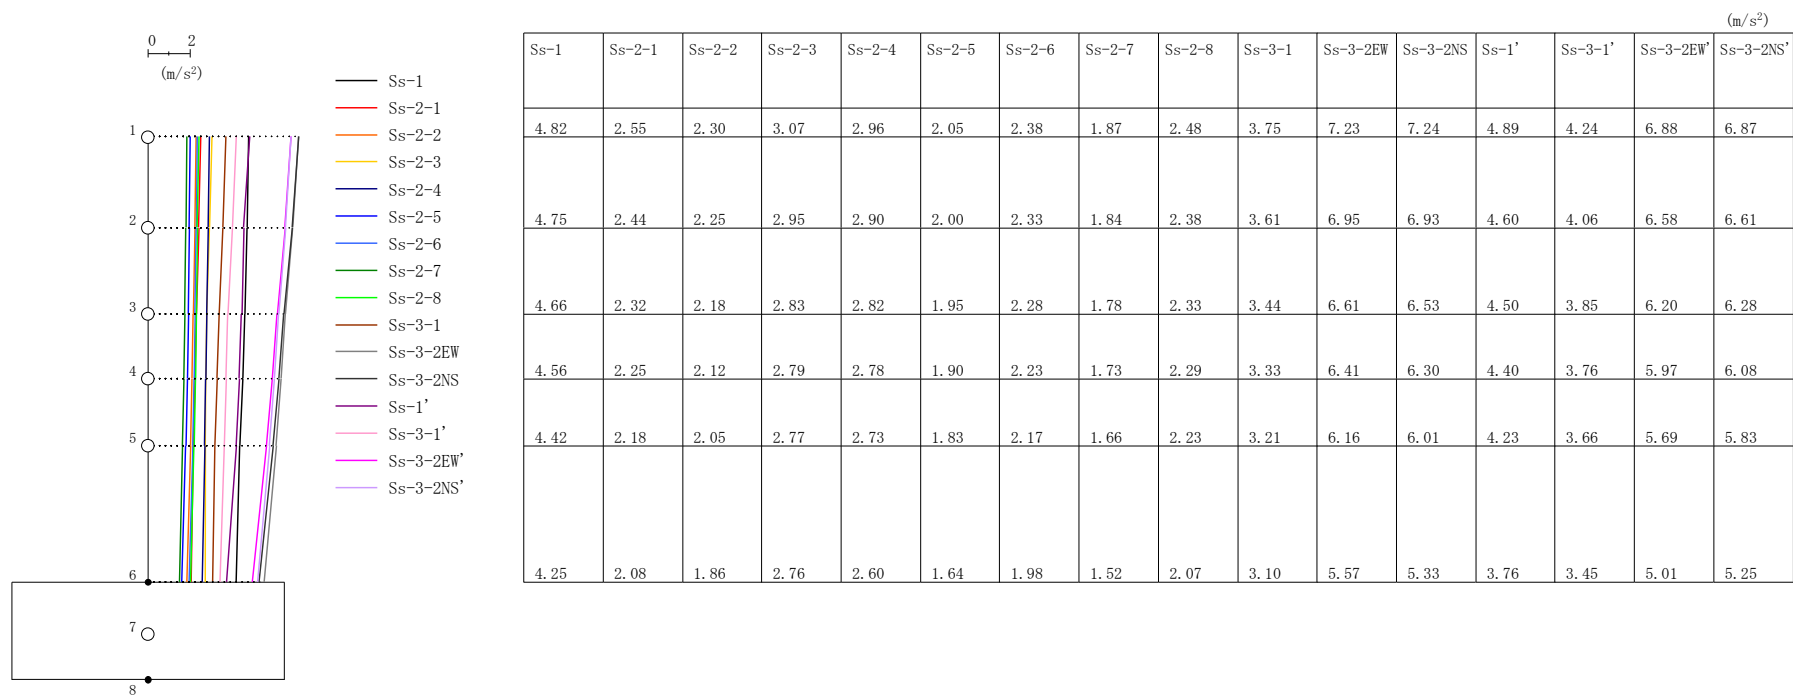 (m/s²)
0 2
(m/s²)
Ss-1 Ss-2-1 Ss-2-2 Ss-2-3 Ss-2-4 Ss-2-5 Ss-2-6 Ss-2-7 Ss-2-8 Ss-3-1 Ss-3-2EW Ss-3-2NS Ss-1' Ss-3-1' Ss-3-2EW' Ss-3-2NS'
Ss-1
Ss-2-1
Ss-2-2
Ss-2-3
Ss-2-4
Ss-2-5
Ss-2-6
Ss-2-7
Ss-2-8
Ss-3-1
Ss-3-2EW
Ss-3-2NS
Ss-1'
Ss-3-1'
Ss-3-2EW'
Ss-3-2NS'
1
2
3
4
5
6
7
8
4.82 2.55 2.30 3.07 2.96 2.05 2.38 1.87 2.48 3.75 7.23 7.24 4.89 4.24 6.88 6.87
4.75 2.44 2.25 2.95 2.90 2.00 2.33 1.84 2.38 3.61 6.95 6.93 4.60 4.06 6.58 6.61
4.66 2.32 2.18 2.83 2.82 1.95 2.28 1.78 2.33 3.44 6.61 6.53 4.50 3.85 6.20 6.28
4.56 2.25 2.12 2.79 2.78 1.90 2.23 1.73 2.29 3.33 6.41 6.30 4.40 3.76 5.97 6.08
4.42 2.18 2.05 2.77 2.73 1.83 2.17 1.66 2.23 3.21 6.16 6.01 4.23 3.66 5.69 5.83
4.25 2.08 1.86 2.76 2.60 1.64 1.98 1.52 2.07 3.10 5.57 5.33 3.76 3.45 5.01 5.25